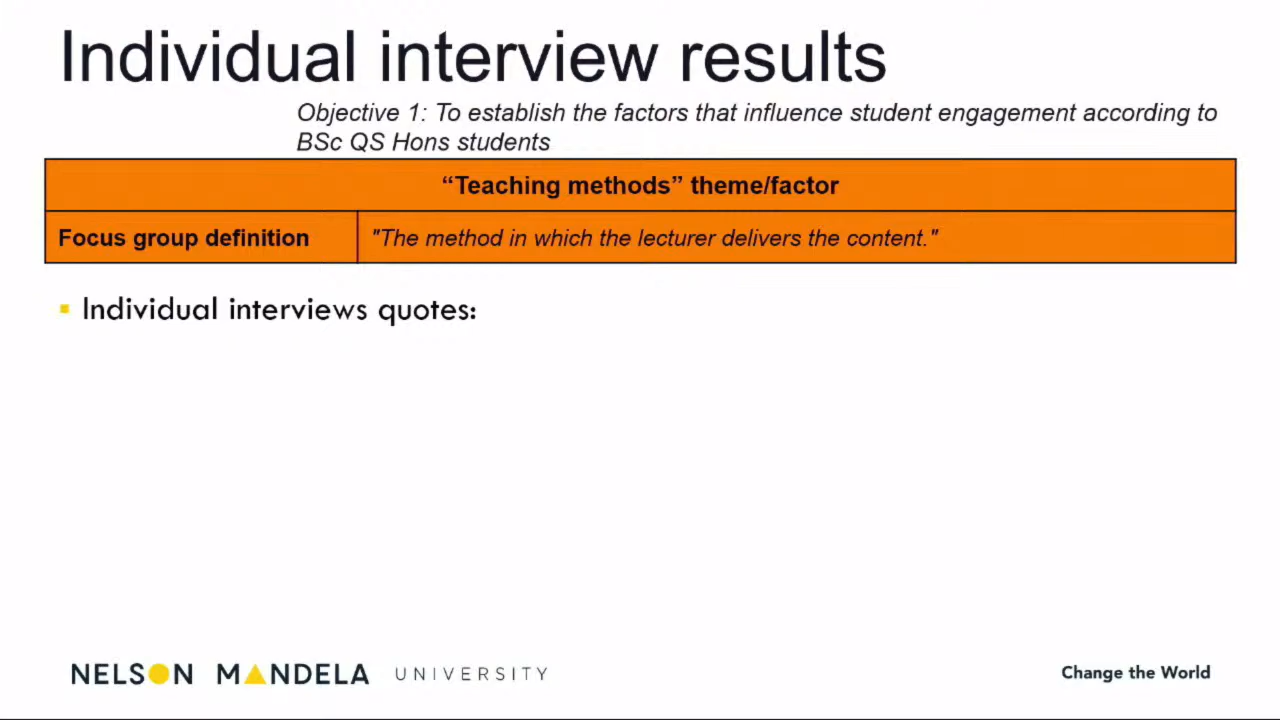 Individual interview results
Objective 1: To establish the factors that influence student engagement according to
BSc QS Hons students
“Teaching methods” theme/factor
Focus group definition "The method in which the lecturer delivers the content."
▪ Individual interviews quotes:
NELSON MANDELA UNIVERSITY
Change the World